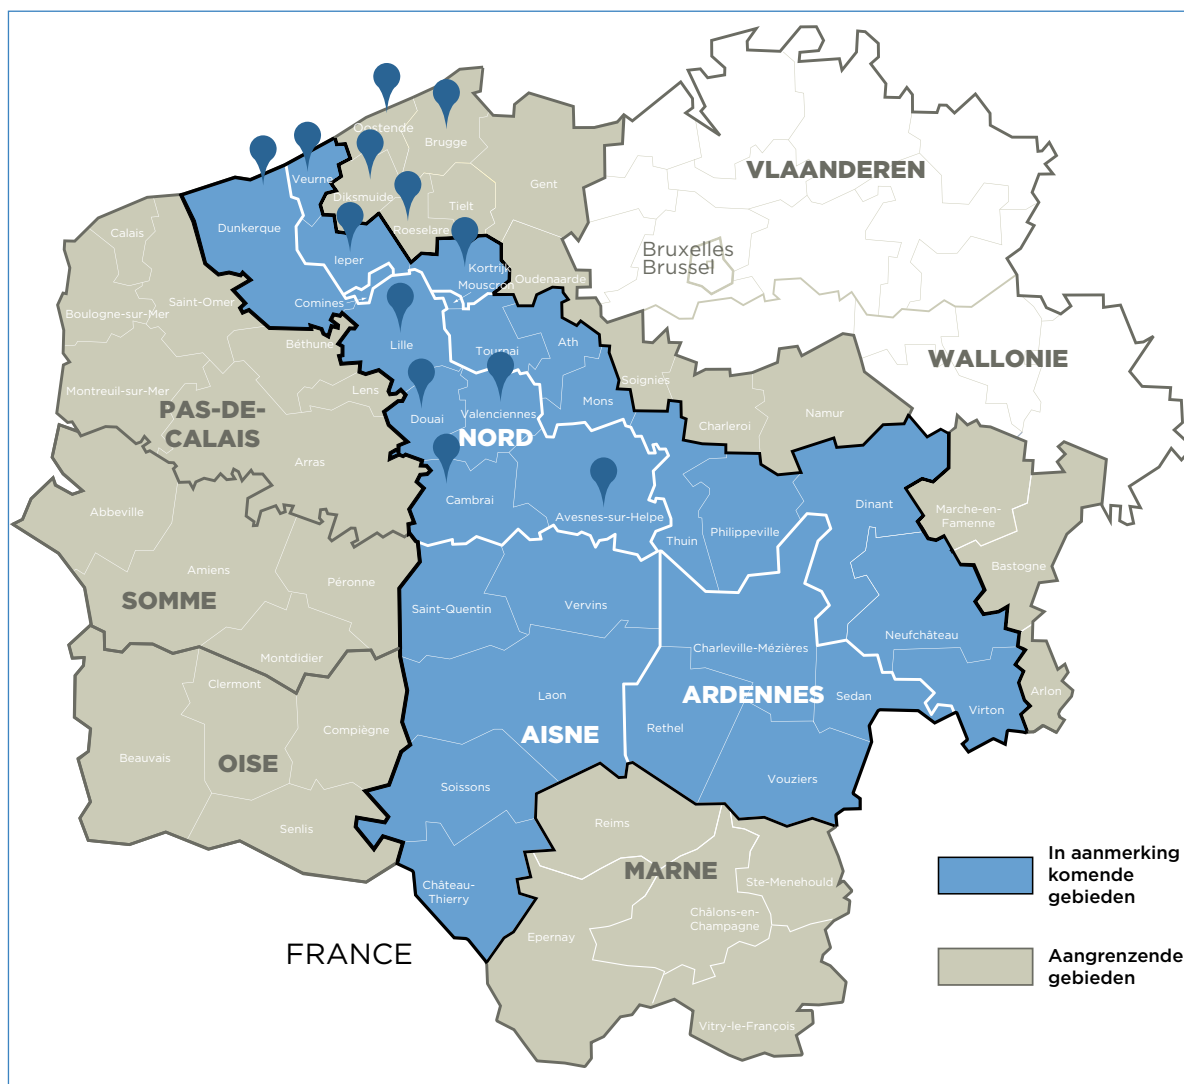 Oostende
Brugge
VLAANDEREN
Veurne
Gent
Diksmuide-
Tielt
Dunkerque
Roeselare
Calais
Bruxelles
Brussel
Ieper
Kortrijk
Mouscron
Oudenaarde
Saint-Omer
Comines
Boulogne-sur-Mer
Béthune
Lille
Tournai
Ath
WALLONIE
Soignies
Montreuil-sur-Mer
Lens
Mons
Namur
PAS-DE-
CALAIS
Douai
Valenciennes
Charleroi
NORD
Arras
Cambrai
Dinant
Abbeville
Avesnes-sur-Helpe
Marche-en-
Famenne
Philippeville
Thuin
Amiens
Bastogne
Péronne
SOMME
Saint-Quentin
Vervins
Neufchâteau
Montdidier
Charleville-Mézières
Clermont
Laon
ARDENNES
Sedan
Arlon
Virton
Compiègne
Rethel
AISNE
Beauvais
OISE
Vouziers
Soissons
Senlis
Reims
MARNE
In aanmerking
komende
gebieden
Château-
Thierry
Ste-Menehould
Châlons-en-
Champagne
Epernay
FRANCE
Aangrenzende
gebieden
Vitry-le-François